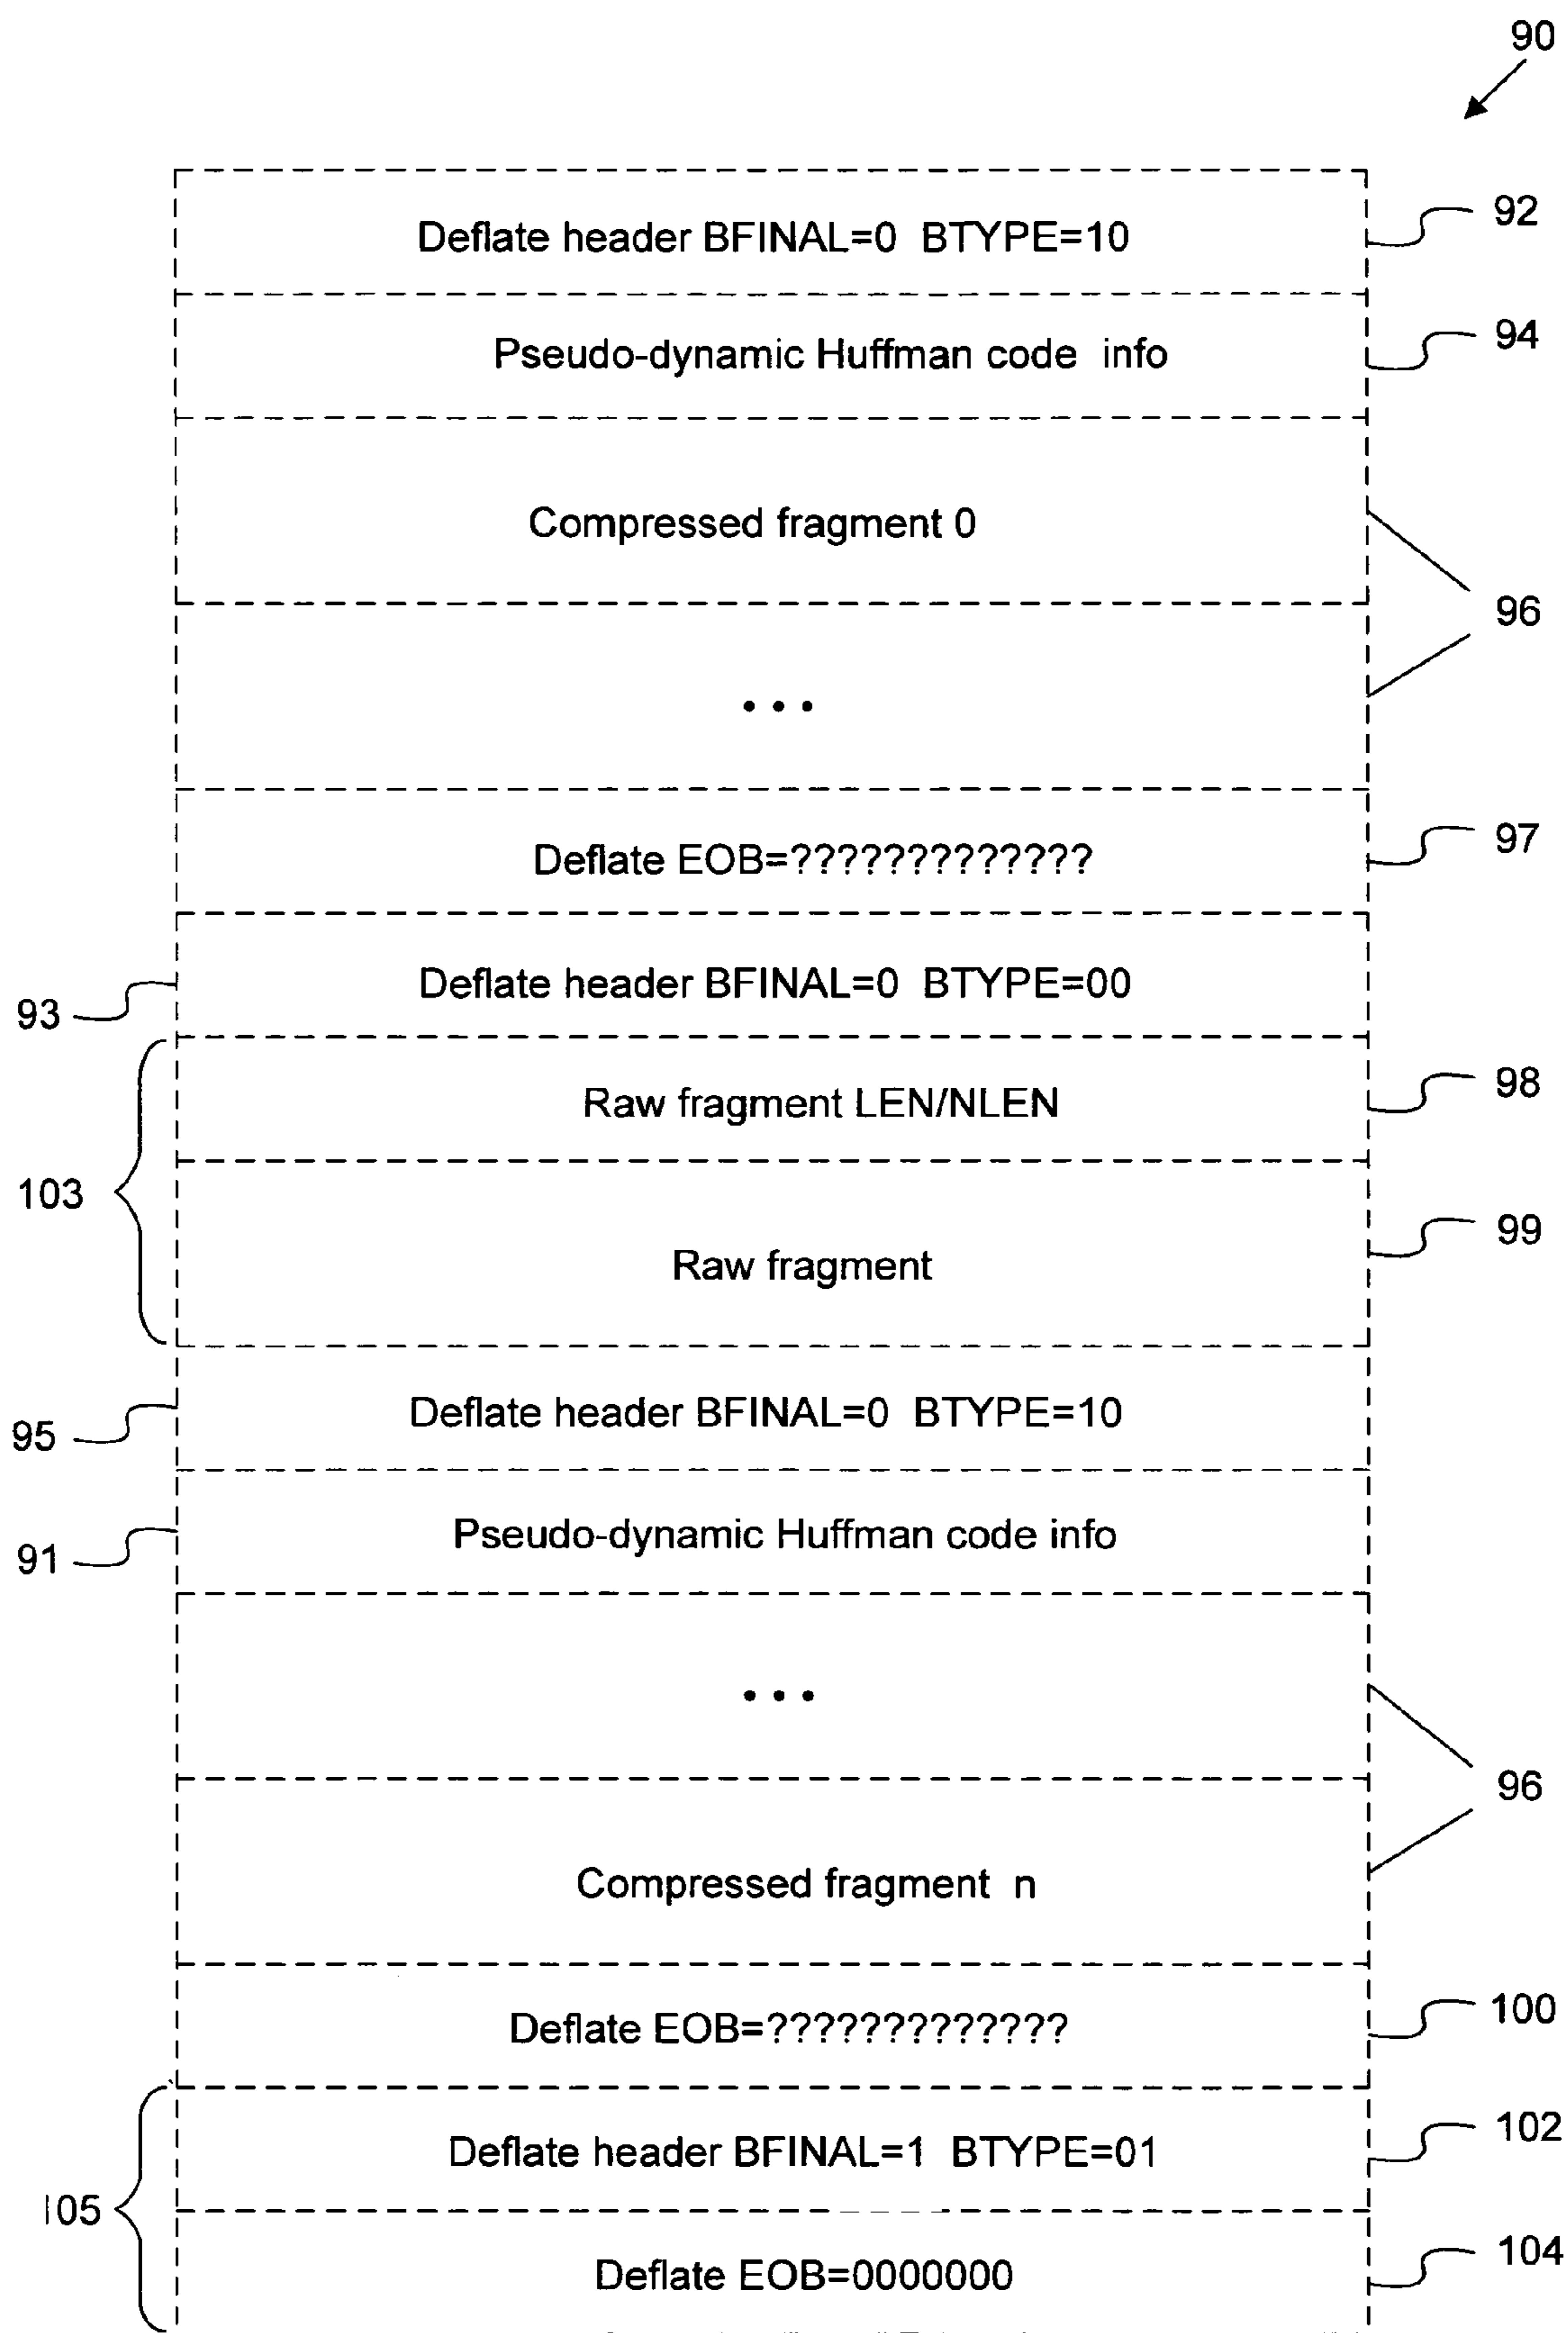 90
Deflate header BFINAL=0 BTYPE=10
92
Pseudo-dynamic Huffman code info
94
Compressed fragment 0
96
• • •
Deflate EOB=?????????????
97
Deflate header BFINAL=0 BTYPE=00
93
Raw fragment LEN/NLEN
98
103
Raw fragment
99
Deflate header BFINAL=0 BTYPE=10
95
Pseudo-dynamic Huffman code info
91
• • •
96
Compressed fragment n
Deflate EOB=?????????????
100
Deflate header BFINAL=1 BTYPE=01
102
105
Deflate EOB=0000000
104